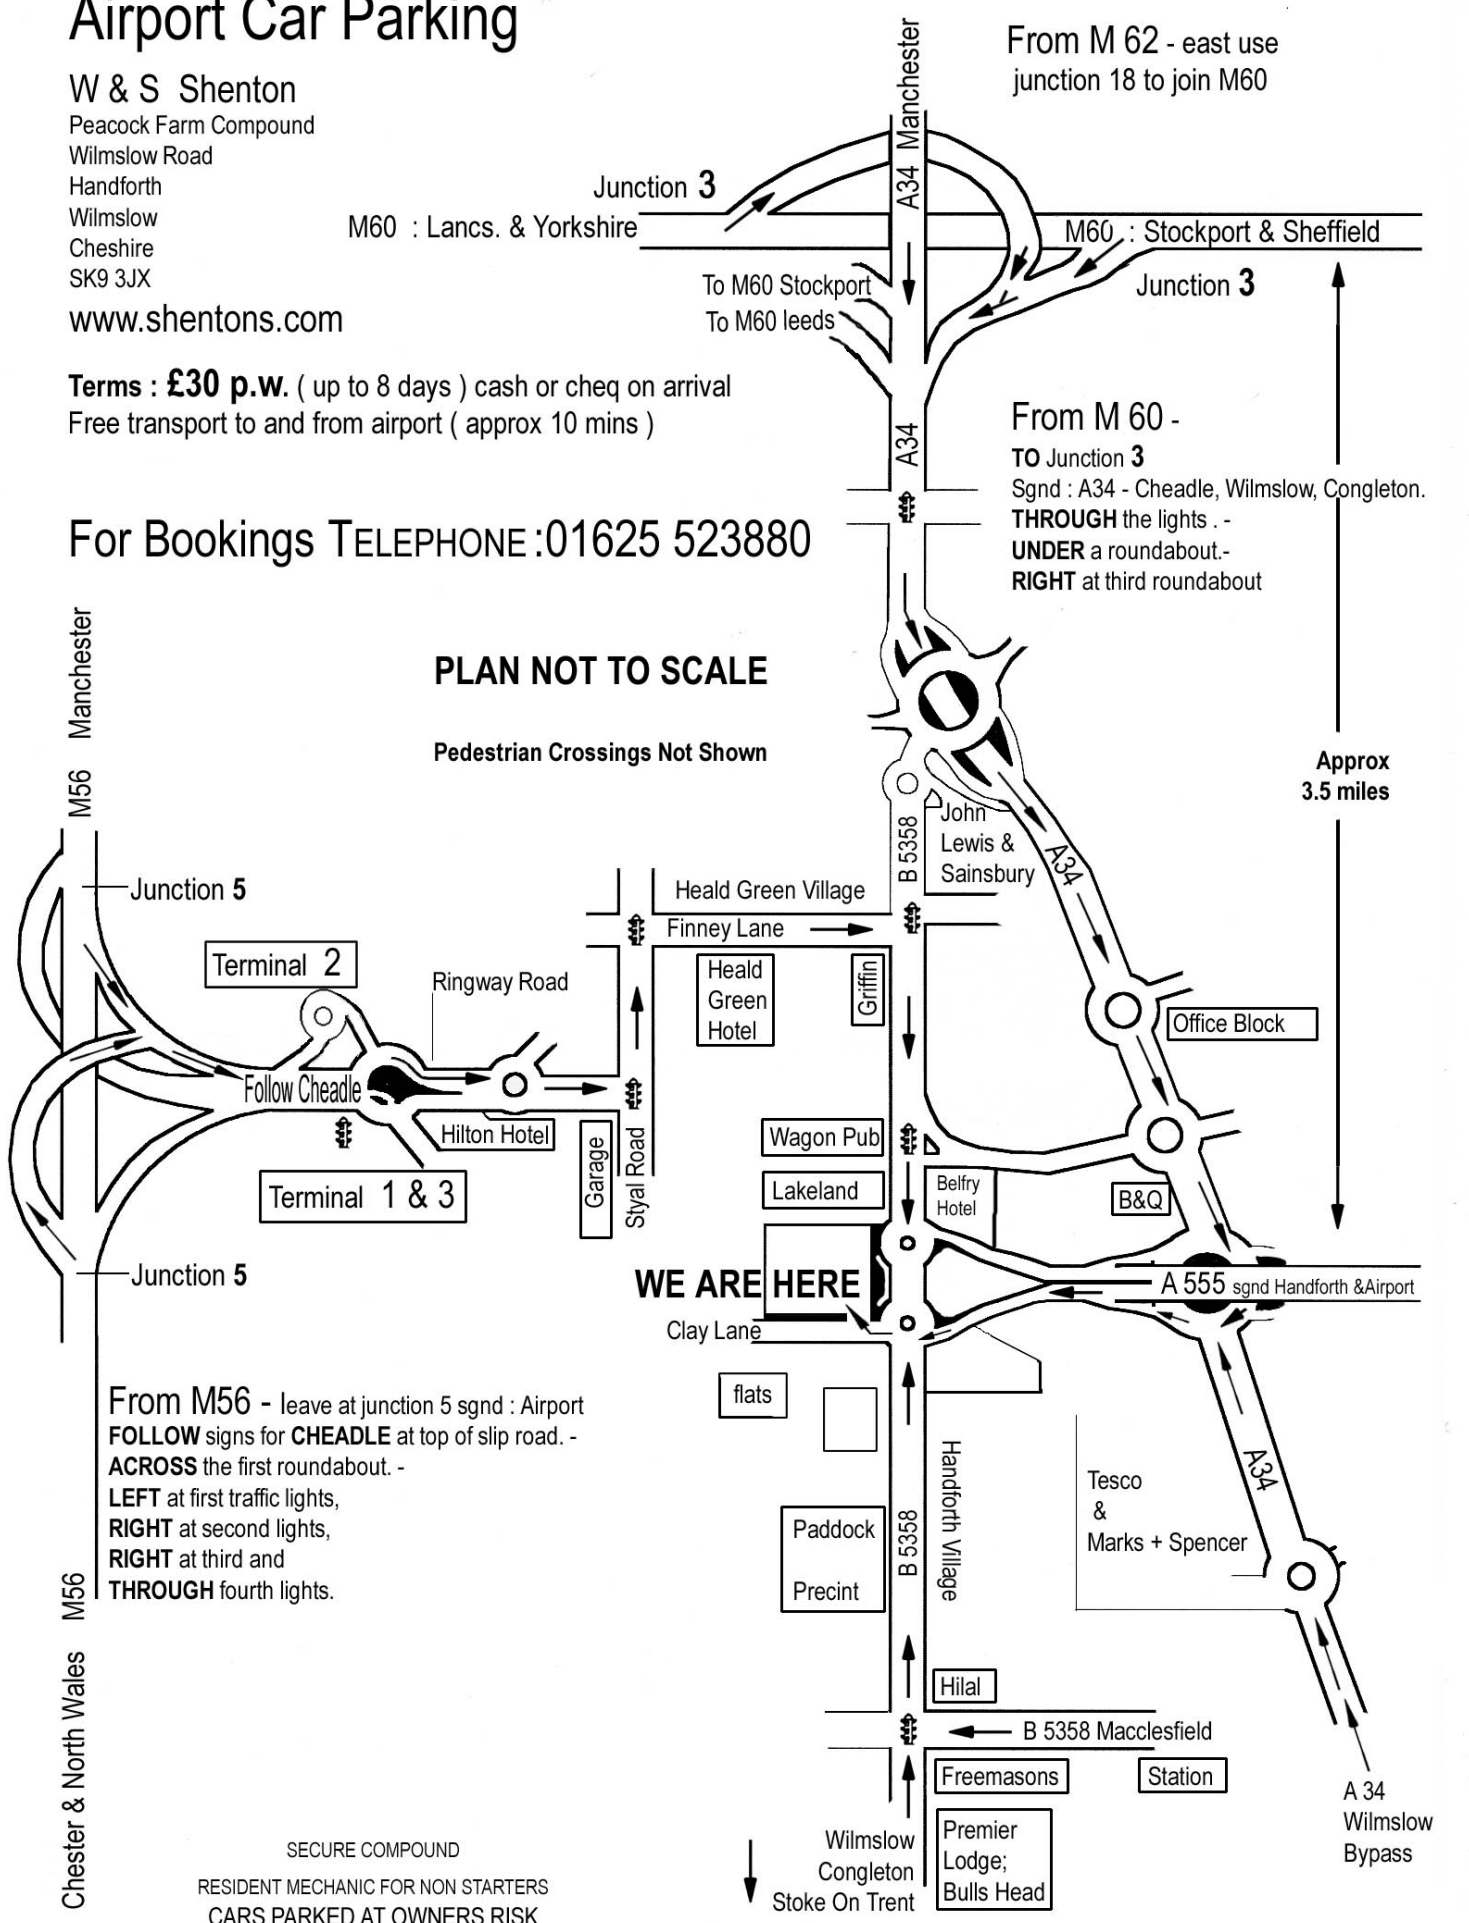 Airport Car Parking
W & S Shenton
Peacock Farm Compound
Wilmslow Road
Handforth
Wilmslow
Cheshire
SK9 3JX
www.shentons.com
Terms : £30 p.w. ( up to 8 days ) cash or cheq on arrival
Free transport to and from airport ( approx 10 mins )
For Bookings TELEPHONE :01625 523880
From M 62 - east use
junction 18 to join M60
A34 Manchester
Junction 3
M60 : Lancs. & Yorkshire
M60 : Stockport & Sheffield
Junction 3
To M60 Stockport
To M60 leeds
A34
From M 60 -
TO Junction 3
Sgnd : A34 - Cheadle, Wilmslow, Congleton.
THROUGH the lights . -
UNDER a roundabout.-
RIGHT at third roundabout
Approx
3.5 miles
PLAN NOT TO SCALE
Pedestrian Crossings Not Shown
M56 Manchester
Junction 5
Terminal 2
Ringway Road
Follow Cheadle
Hilton Hotel
Terminal 1 & 3
Garage
Styal Road
Junction 5
Heald Green Village
Finney Lane
Heald
Green
Hotel
Griffin
B 5358
John
Lewis &
Sainsbury
A34
Office Block
Wagon Pub
Lakeland
Belfry
Hotel
B&Q
WE ARE HERE
A 555 sgnd Handforth &Airport
Clay Lane
flats
From M56 - leave at junction 5 sgnd : Airport
FOLLOW signs for CHEADLE at top of slip road. -
ACROSS the first roundabout. -
LEFT at first traffic lights,
RIGHT at second lights,
RIGHT at third and
THROUGH fourth lights.
Chester & North Wales M56
Paddock
Precint
B 5358
Handforth Village
Tesco
&
Marks + Spencer
A34
Hilal
B 5358 Macclesfield
Freemasons
Station
Premier
Lodge;
Bulls Head
Wilmslow
Congleton
Stoke On Trent
A 34
Wilmslow
Bypass
SECURE COMPOUND
RESIDENT MECHANIC FOR NON STARTERS
CARS PARKED AT OWNERS RISK